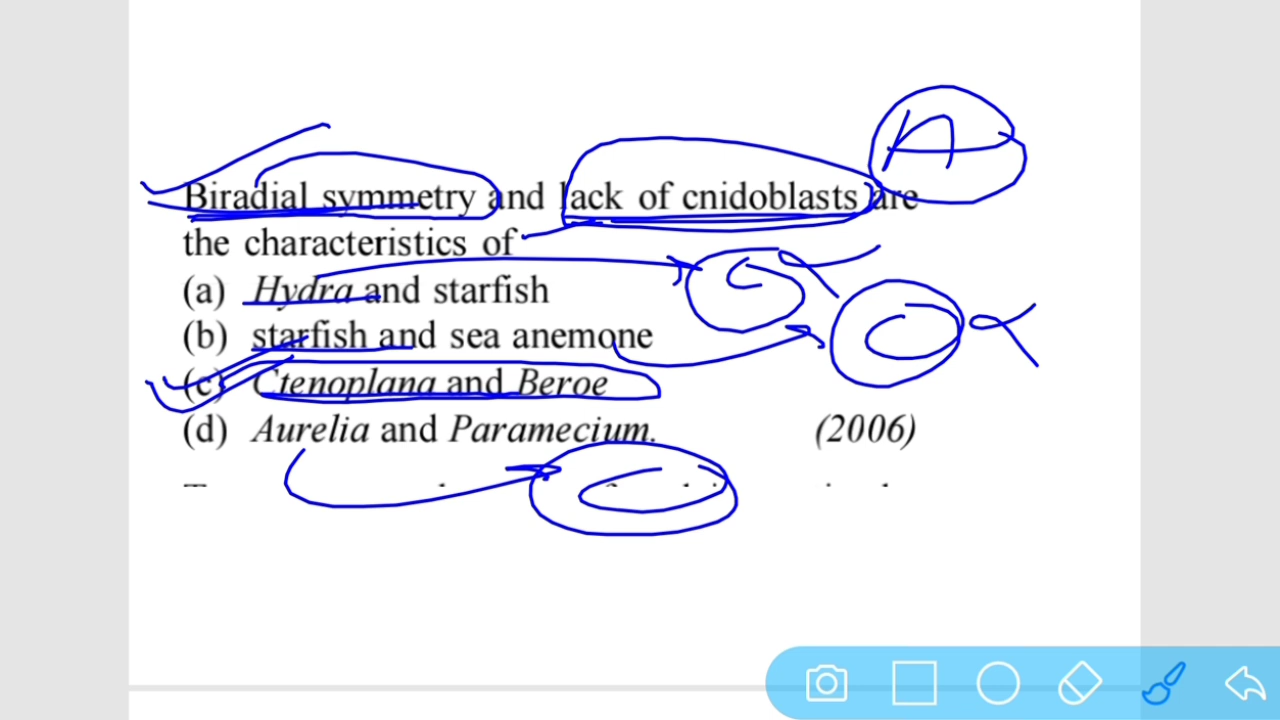 Biradial symmetry and lack of cnidoblasts are
the characteristics of
(a) Hydra and starfish
(b) starfish and sea anemone
(c) Ctenoplana and Beroe
(d) Aurelia and Paramecium. (2006)